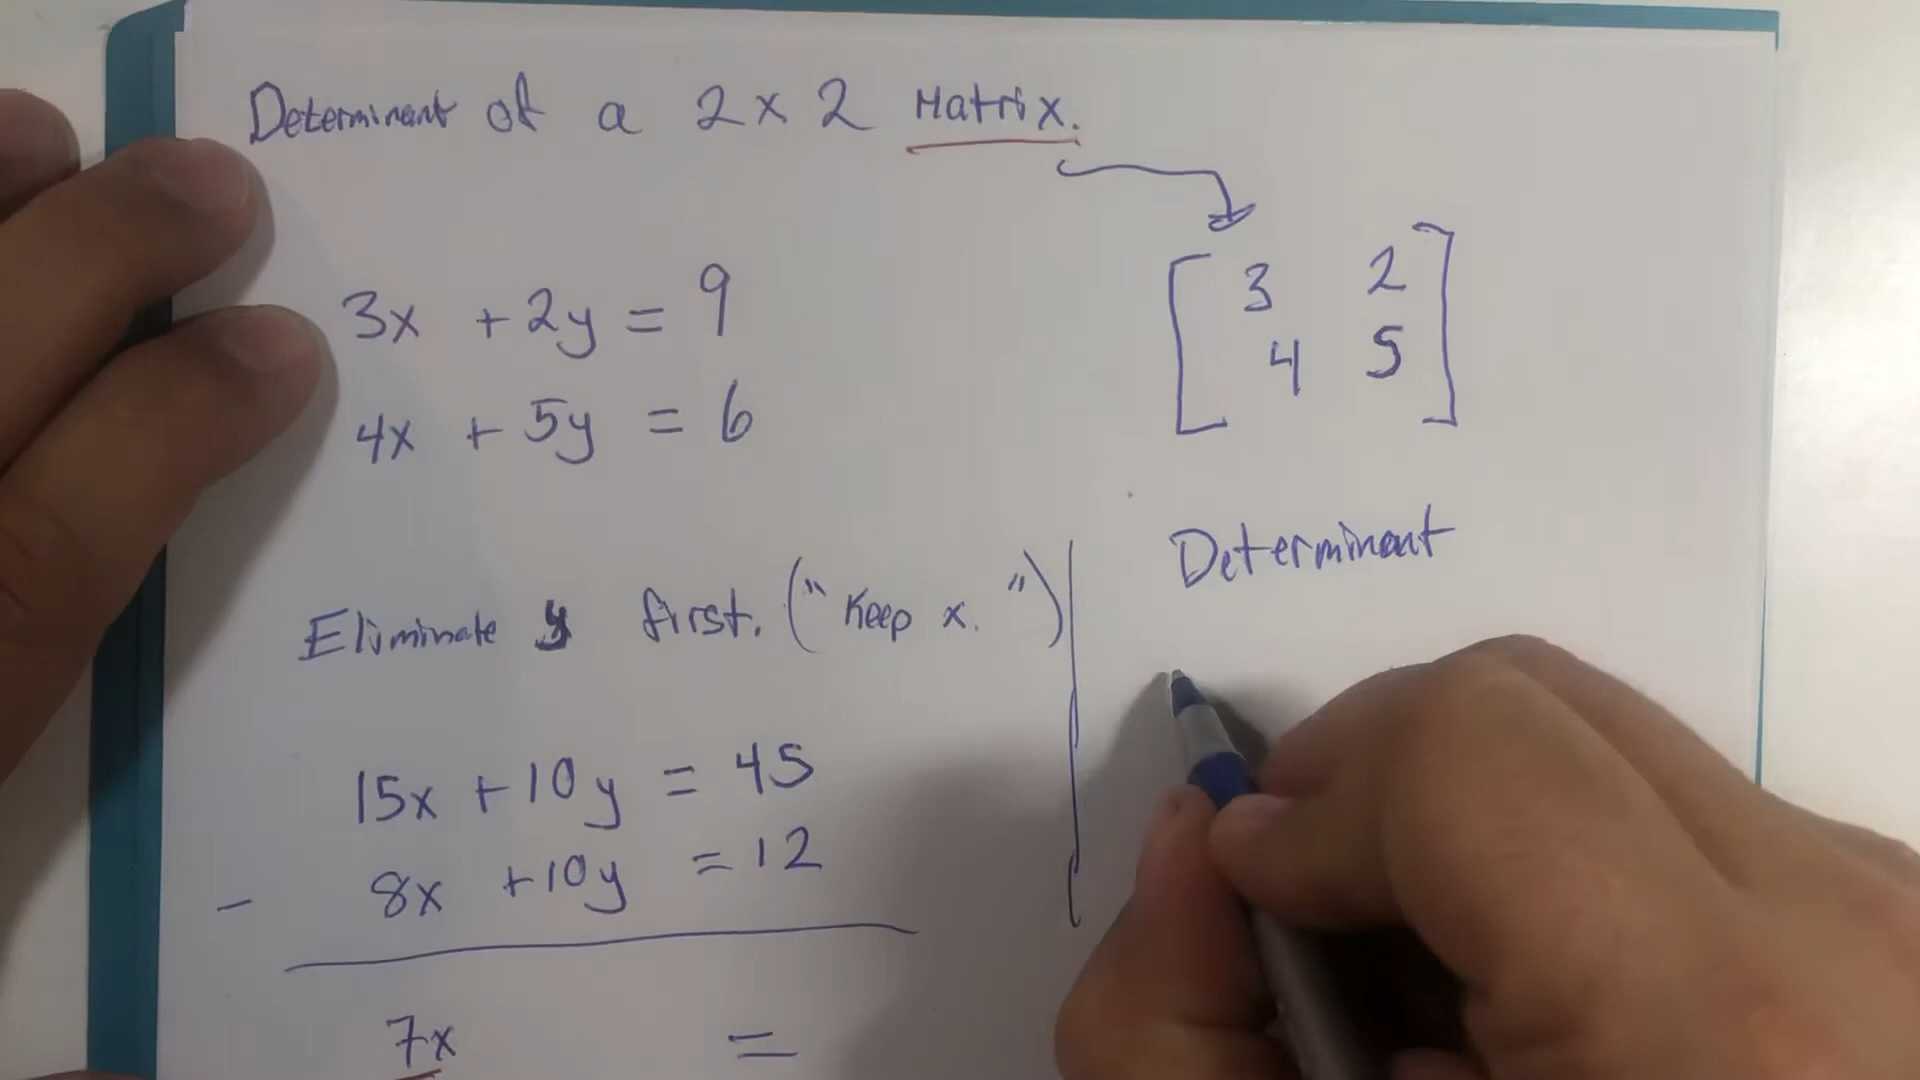 Determinant of a 2 x 2 Matrix.
3x + 2y = 9
4x + 5y = 6
[ 3 2
4 5 ]
Eliminate y first. ("Keep x.")
Determinant
15x + 10y = 45
- 8x + 10y = 12
7x =